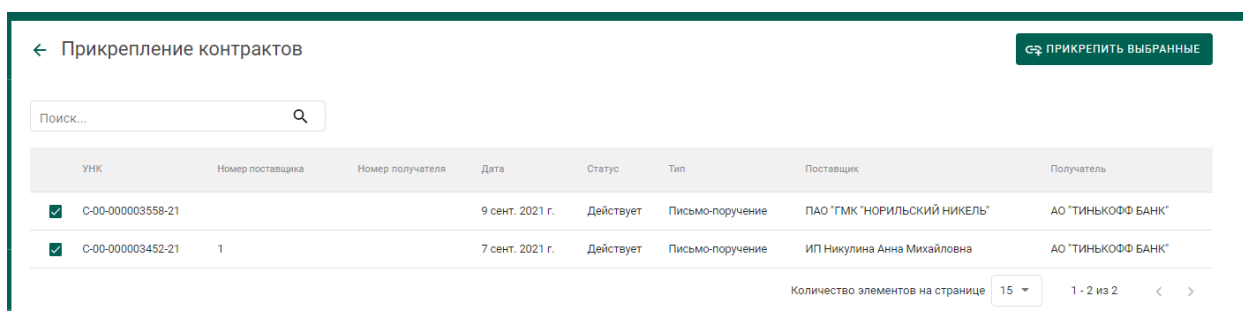 Прикрепление контрактов
ПРИКРЕПИТЬ ВЫБРАННЫЕ
Поиск...
УНК Номер поставщика Номер получателя Дата Статус Тип Поставщик Получатель
С-00-000003558-21 9 сент. 2021 г. Действует Письмо-поручение ПАО "ГМК "НОРИЛЬСКИЙ НИКЕЛЬ" АО "ТИНЬКОФФ БАНК"
С-00-000003452-21 1 7 сент. 2021 г. Действует Письмо-поручение ИП Никулина Анна Михайловна АО "ТИНЬКОФФ БАНК"
Количество элементов на странице 15 1 - 2 из 2